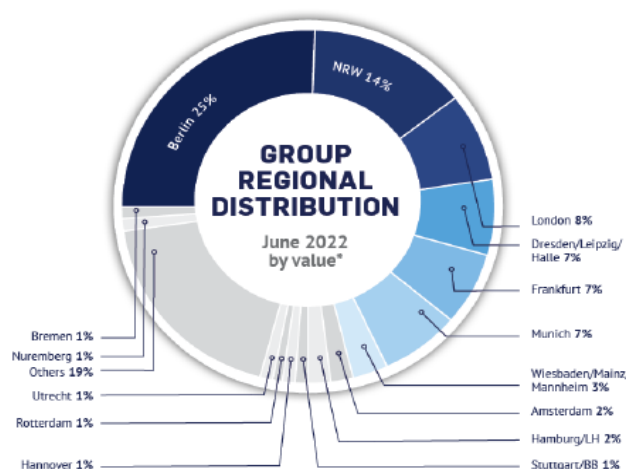 Berlin 25%
NRW 14%
GROUP
REGIONAL
DISTRIBUTION
June 2022
by value*
London 8%
Dresden/Leipzig/
Halle 7%
Frankfurt 7%
Munich 7%
Wiesbaden/Mainz/
Mannheim 3%
Amsterdam 2%
Hamburg/LH 2%
Stuttgart/BB 1%
Hannover 1%
Rotterdam 1%
Utrecht 1%
Others 19%
Nuremberg 1%
Bremen 1%